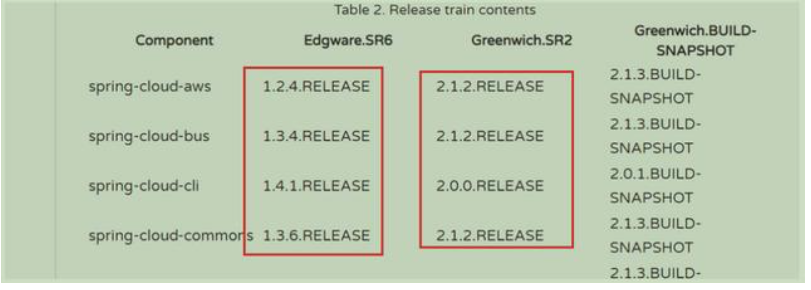 Table 2. Release train contents
Component Edgware.SR6 Greenwich.SR2 Greenwich.BUILD-
SNAPSHOT
spring-cloud-aws 1.2.4.RELEASE 2.1.2.RELEASE 2.1.3.BUILD-
SNAPSHOT
spring-cloud-bus 1.3.4.RELEASE 2.1.2.RELEASE 2.1.3.BUILD-
SNAPSHOT
spring-cloud-cli 1.4.1.RELEASE 2.0.0.RELEASE 2.0.1.BUILD-
SNAPSHOT
spring-cloud-commons 1.3.6.RELEASE 2.1.2.RELEASE 2.1.3.BUILD-
SNAPSHOT
2.1.3.BUILD-